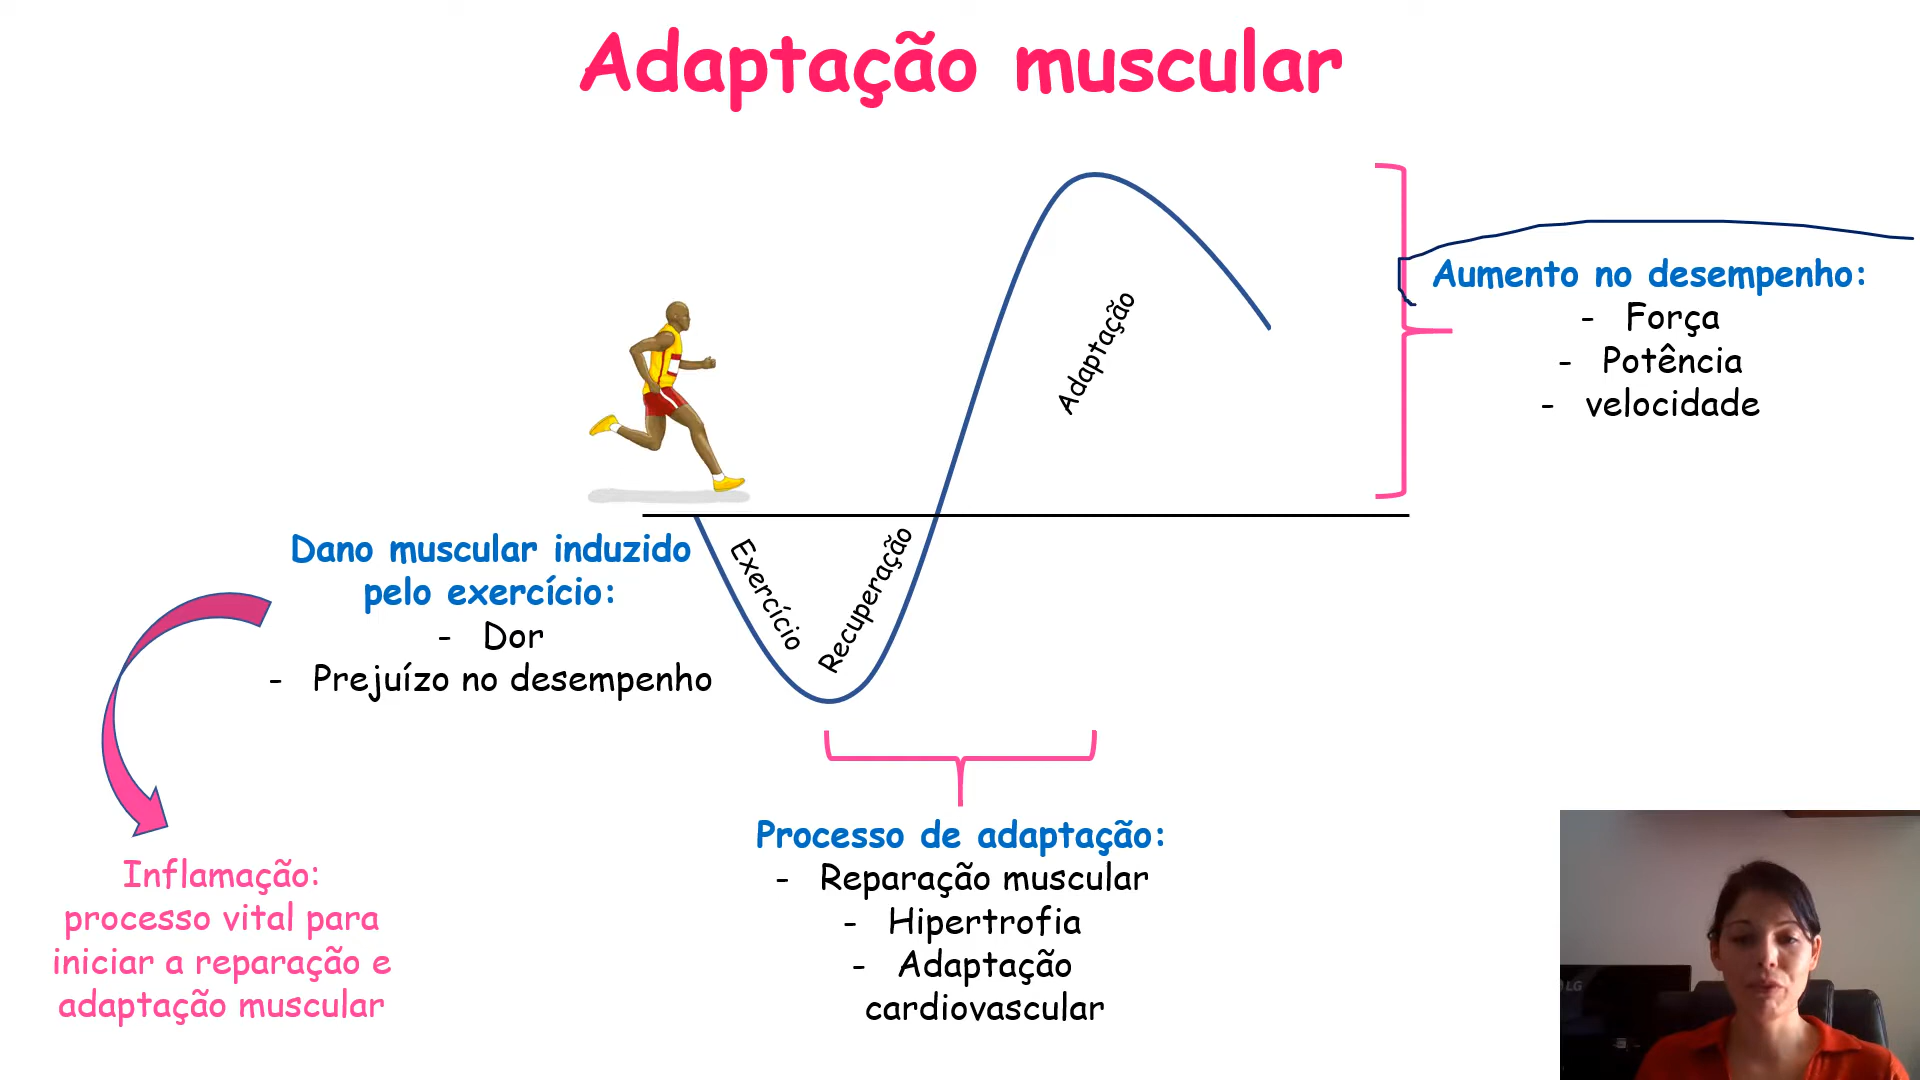 Adaptação muscular
Aumento no desempenho:
- Força
- Potência
- velocidade
Adaptação
Exercício
Recuperação
Dano muscular induzido
pelo exercício:
- Dor
- Prejuízo no desempenho
Inflamação:
processo vital para
iniciar a reparação e
adaptação muscular
Processo de adaptação:
- Reparação muscular
- Hipertrofia
- Adaptação
cardiovascular
LG